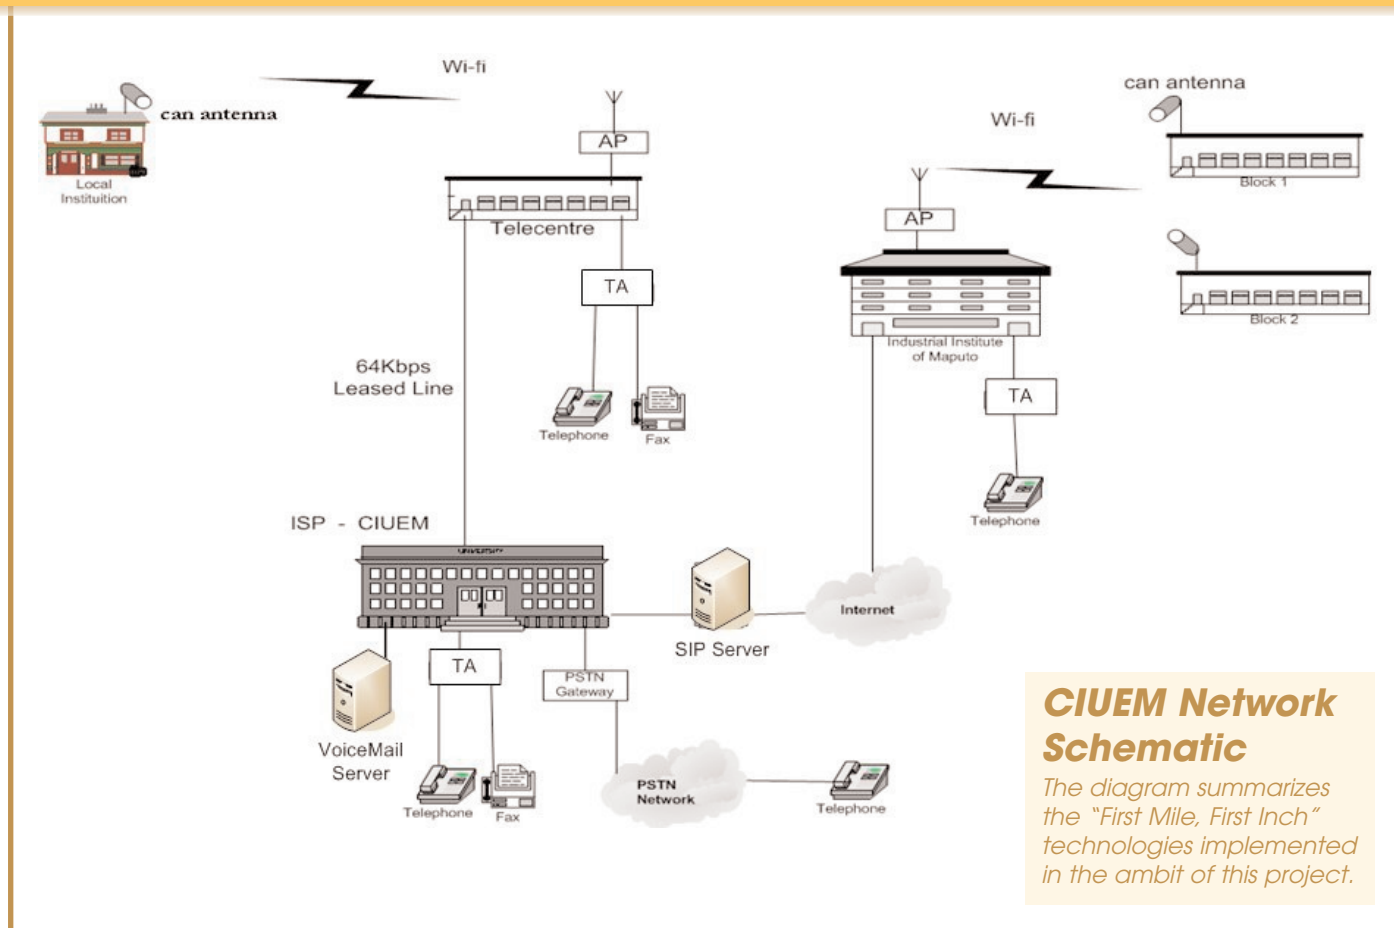 Wi-fi
can antenna
Local
Instituition
AP
Telecentre
TA
Telephone
Fax
64Kbps
Leased Line
can antenna
Wi-fi
Block 1
AP
Block 2
Industrial Institute
of Maputo
TA
Telephone
ISP - CIUEM
UNIVERSITY
SIP Server
Internet
TA
PSTN
Gateway
VoiceMail
Server
Telephone
Fax
PSTN
Network
Telephone
CIUEM Network
Schematic
The diagram summarizes
the “First Mile, First Inch”
technologies implemented
in the ambit of this project.